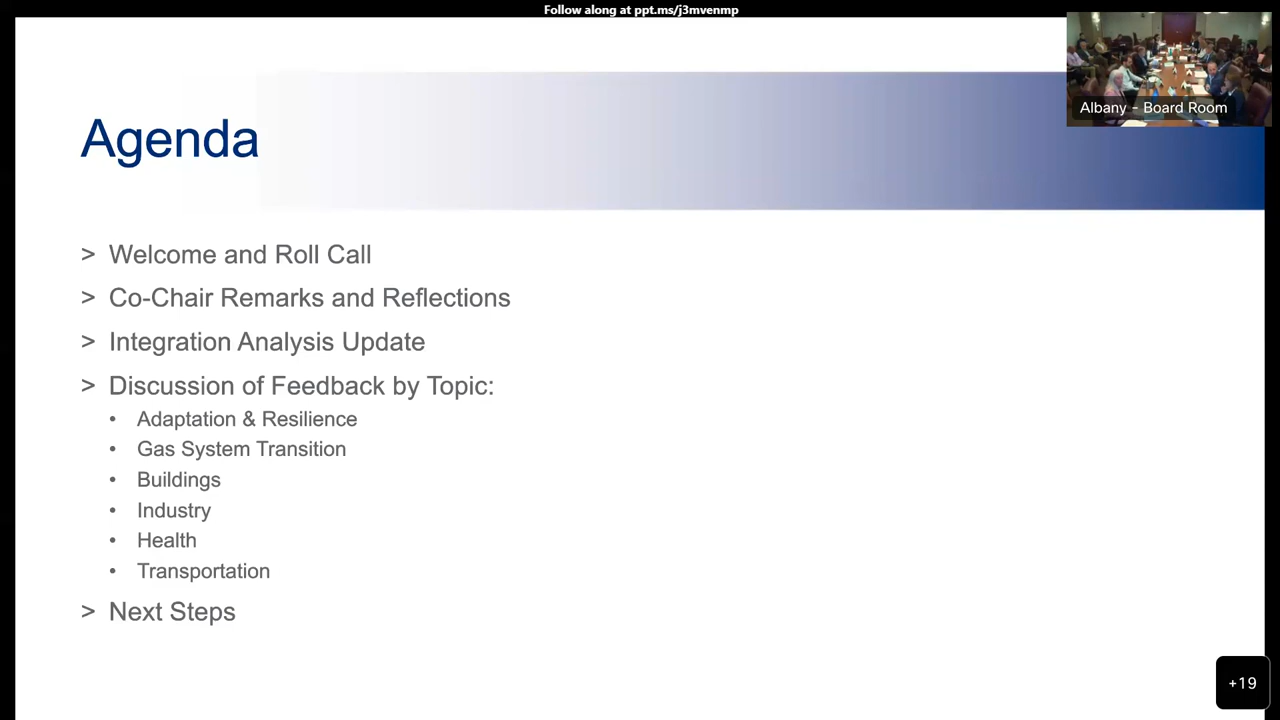 Follow along at ppt.ms/j3mvenmp
Albany - Board Room
Agenda
> Welcome and Roll Call
> Co-Chair Remarks and Reflections
> Integration Analysis Update
> Discussion of Feedback by Topic:
• Adaptation & Resilience
• Gas System Transition
• Buildings
• Industry
• Health
• Transportation
> Next Steps
+19